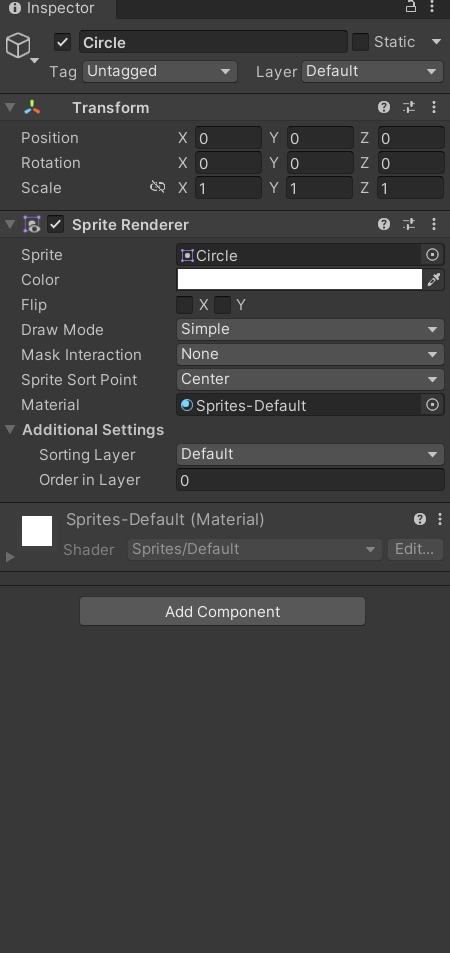 Inspector
Circle Static
Tag Untagged Layer Default
Transform
Position X 0 Y 0 Z 0
Rotation X 0 Y 0 Z 0
Scale X 1 Y 1 Z 1
Sprite Renderer
Sprite Circle
Color
Flip X Y
Draw Mode Simple
Mask Interaction None
Sprite Sort Point Center
Material Sprites-Default
Additional Settings
Sorting Layer Default
Order in Layer 0
Sprites-Default (Material)
Shader Sprites/Default Edit...
Add Component